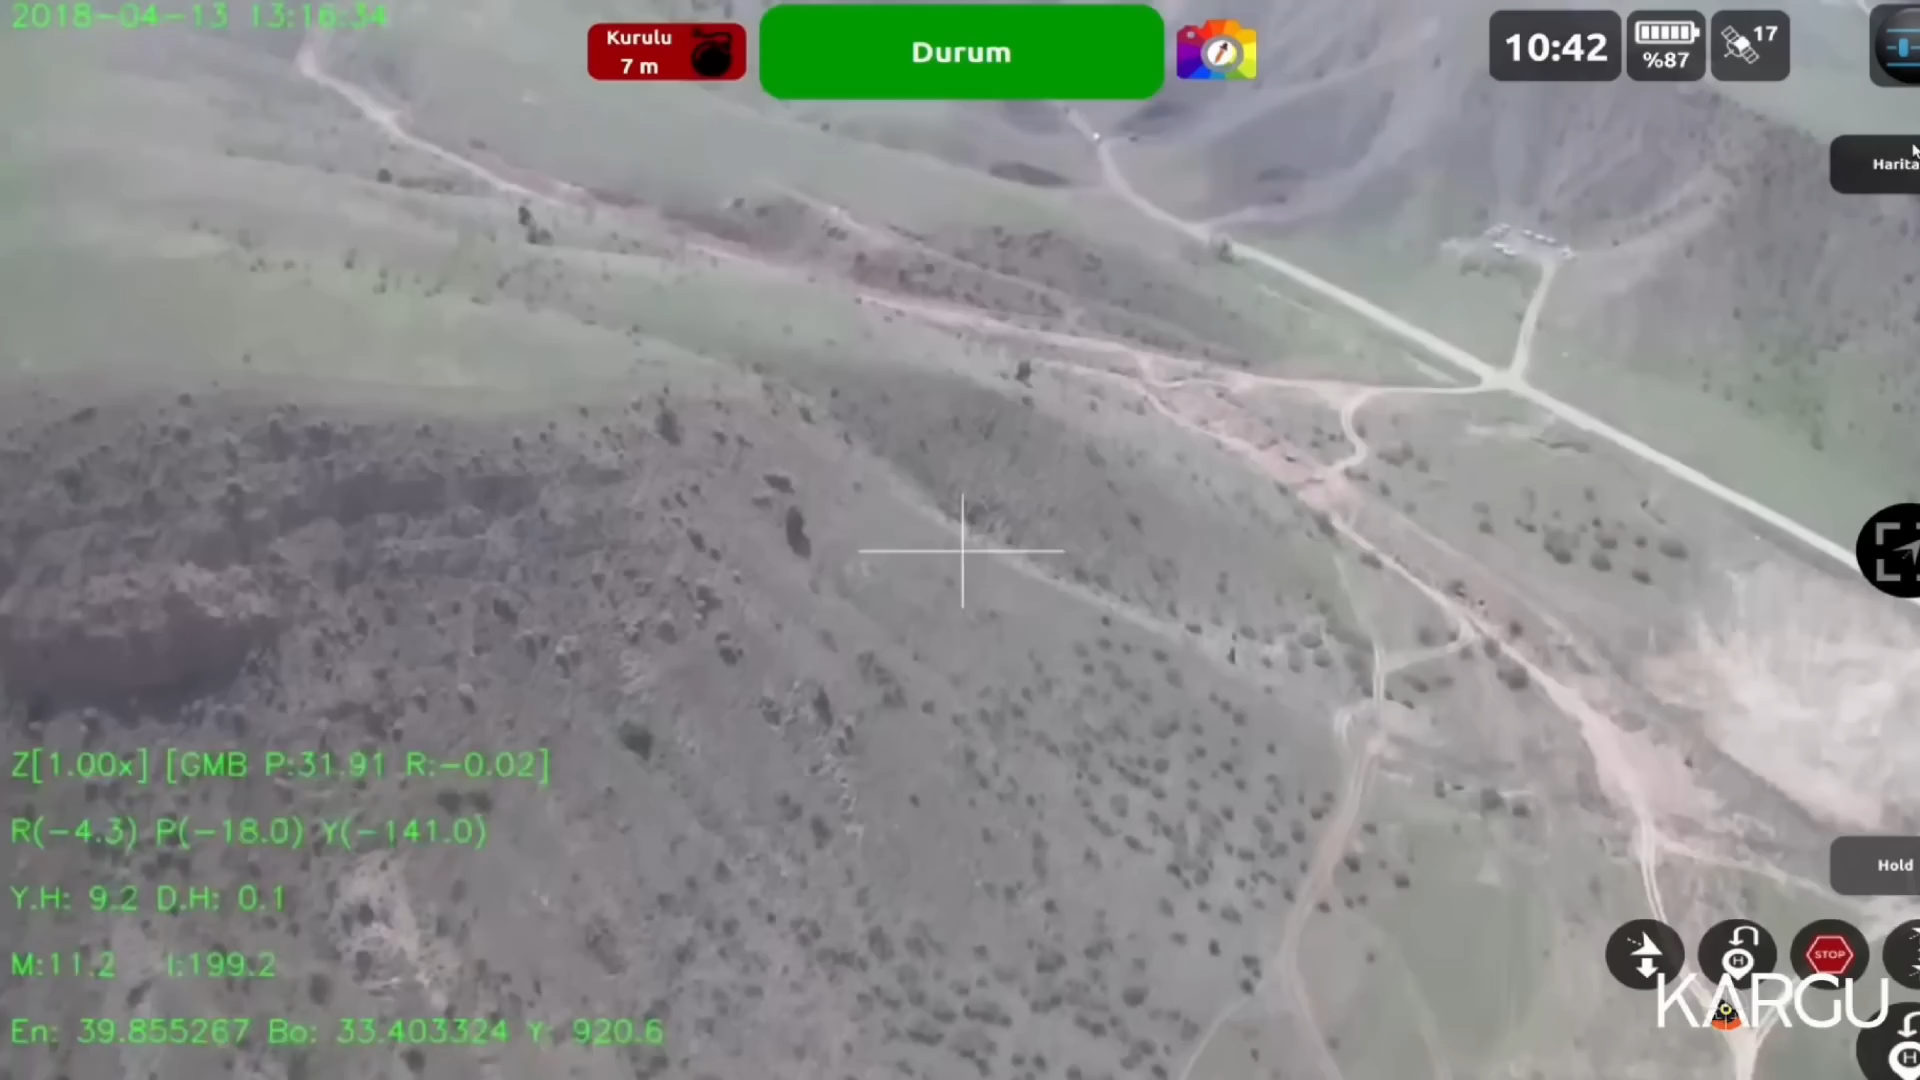 2018-04-13 13:16:34
Kurulu
7 m
Durum
10:42
%87
17
Harita
Z[1.00x] [GMB P:31.91 R:-0.02]
R(-4.3) P(-18.0) Y(-141.0)
Y.H: 9.2 D.H: 0.1
M:11.2 I:199.2
En: 39.855267 Bo: 33.403324 Y: 920.6
Hold
H
STOP
KARGU
H